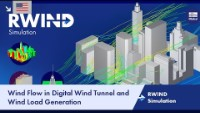 RWIND
Simulation
Wind Flow in Digital Wind Tunnel and
Wind Load Generation
RWIND
Simulation